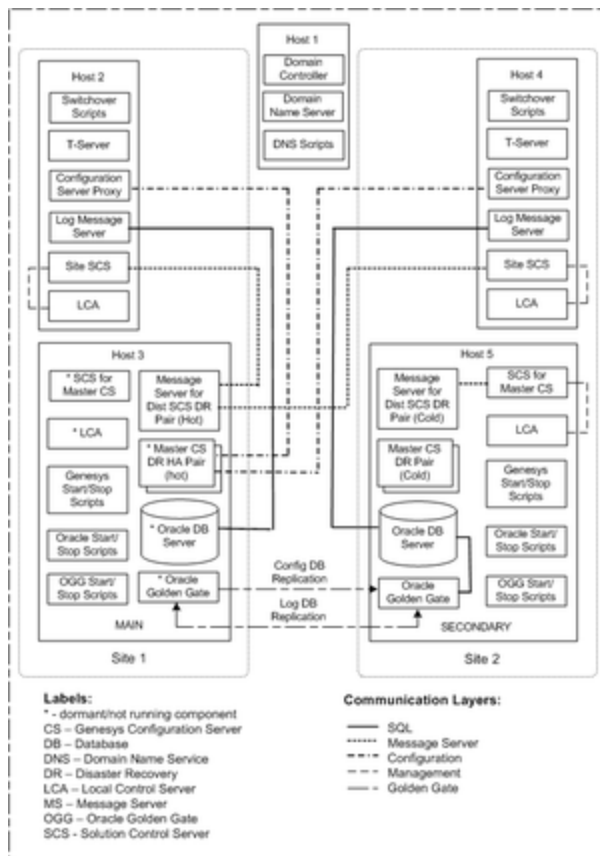 Host 1
Domain
Controller
Domain
Name Server
DNS Scripts
Host 2
Switchover
Scripts
T-Server
Configuration
Server Proxy
Log Message
Server
Site SCS
LCA
Host 4
Switchover
Scripts
T-Server
Configuration
Server Proxy
Log Message
Server
Site SCS
LCA
Host 3
* SCS for
Master CS
* LCA
Genesys
Start/Stop
Scripts
Oracle Start/
Stop Scripts
OGG Start/
Stop Scripts
Message
Server for
Dist SCS DR
Pair (Hot)
* Master CS
DR HA Pair
(hot)
* Oracle DB
Server
* Oracle
Golden Gate
MAIN
Site 1
Config DB
Replication
Log DB
Replication
Host 5
Message
Server for
Dist SCS DR
Pair (Cold)
Master CS
DR Pair
(Cold)
Oracle DB
Server
Oracle
Golden Gate
SCS for
Master CS
LCA
Genesys
Start/Stop
Scripts
Oracle Start/
Stop Scripts
OGG Start/
Stop Scripts
SECONDARY
Site 2
Labels:
* - dormant/not running component
CS – Genesys Configuration Server
DB – Database
DNS – Domain Name Service
DR – Disaster Recovery
LCA – Local Control Server
MS – Message Server
OGG – Oracle Golden Gate
SCS - Solution Control Server
Communication Layers:
SQL
Message Server
Configuration
Management
Golden Gate